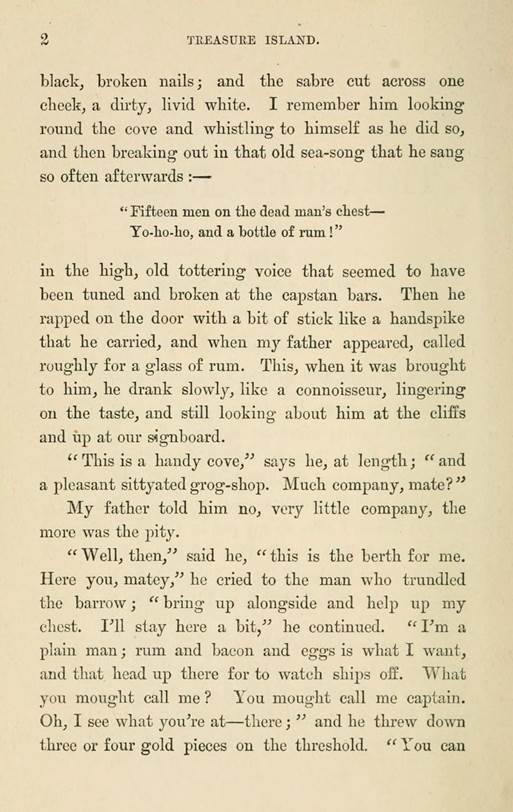 2 TREASURE ISLAND.
black, broken nails; and the sabre cut across one
cheek, a dirty, livid white. I remember him looking
round the cove and whistling to himself as he did so,
and then breaking out in that old sea-song that he sang
so often afterwards :—
“Fifteen men on the dead man’s chest—
Yo-ho-ho, and a bottle of rum!”
in the high, old tottering voice that seemed to have
been tuned and broken at the capstan bars. Then he
rapped on the door with a bit of stick like a handspike
that he carried, and when my father appeared, called
roughly for a glass of rum. This, when it was brought
to him, he drank slowly, like a connoisseur, lingering
on the taste, and still looking about him at the cliffs
and up at our signboard.
“This is a handy cove,” says he, at length; “and
a pleasant sittyated grog-shop. Much company, mate?”
My father told him no, very little company, the
more was the pity.
“Well, then,” said he, “this is the berth for me.
Here you, matey,” he cried to the man who trundled
the barrow; “bring up alongside and help up my
chest. I’ll stay here a bit,” he continued. “I’m a
plain man; rum and bacon and eggs is what I want,
and that head up there for to watch ships off. What
you mought call me? You mought call me captain.
Oh, I see what you’re at—there;” and he threw down
three or four gold pieces on the threshold. “You can